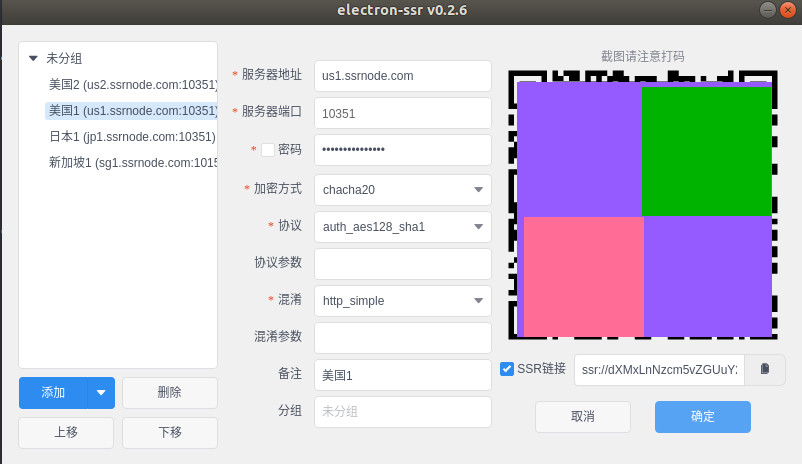 electron-ssr v0.2.6
未分组
美国2 (us2.ssrnode.com:10351)
美国1 (us1.ssrnode.com:10351)
日本1 (jp1.ssrnode.com:10351)
新加坡1 (sg1.ssrnode.com:1015
添加
删除
上移
下移
* 服务器地址 us1.ssrnode.com
* 服务器端口 10351
* 密码 •••••••••••••••
* 加密方式 chacha20
* 协议 auth_aes128_sha1
协议参数
* 混淆 http_simple
混淆参数
备注 美国1
分组 未分组
截图请注意打码
SSR链接 ssr://dXMxLnNzcm5vZGUuY
取消
确定